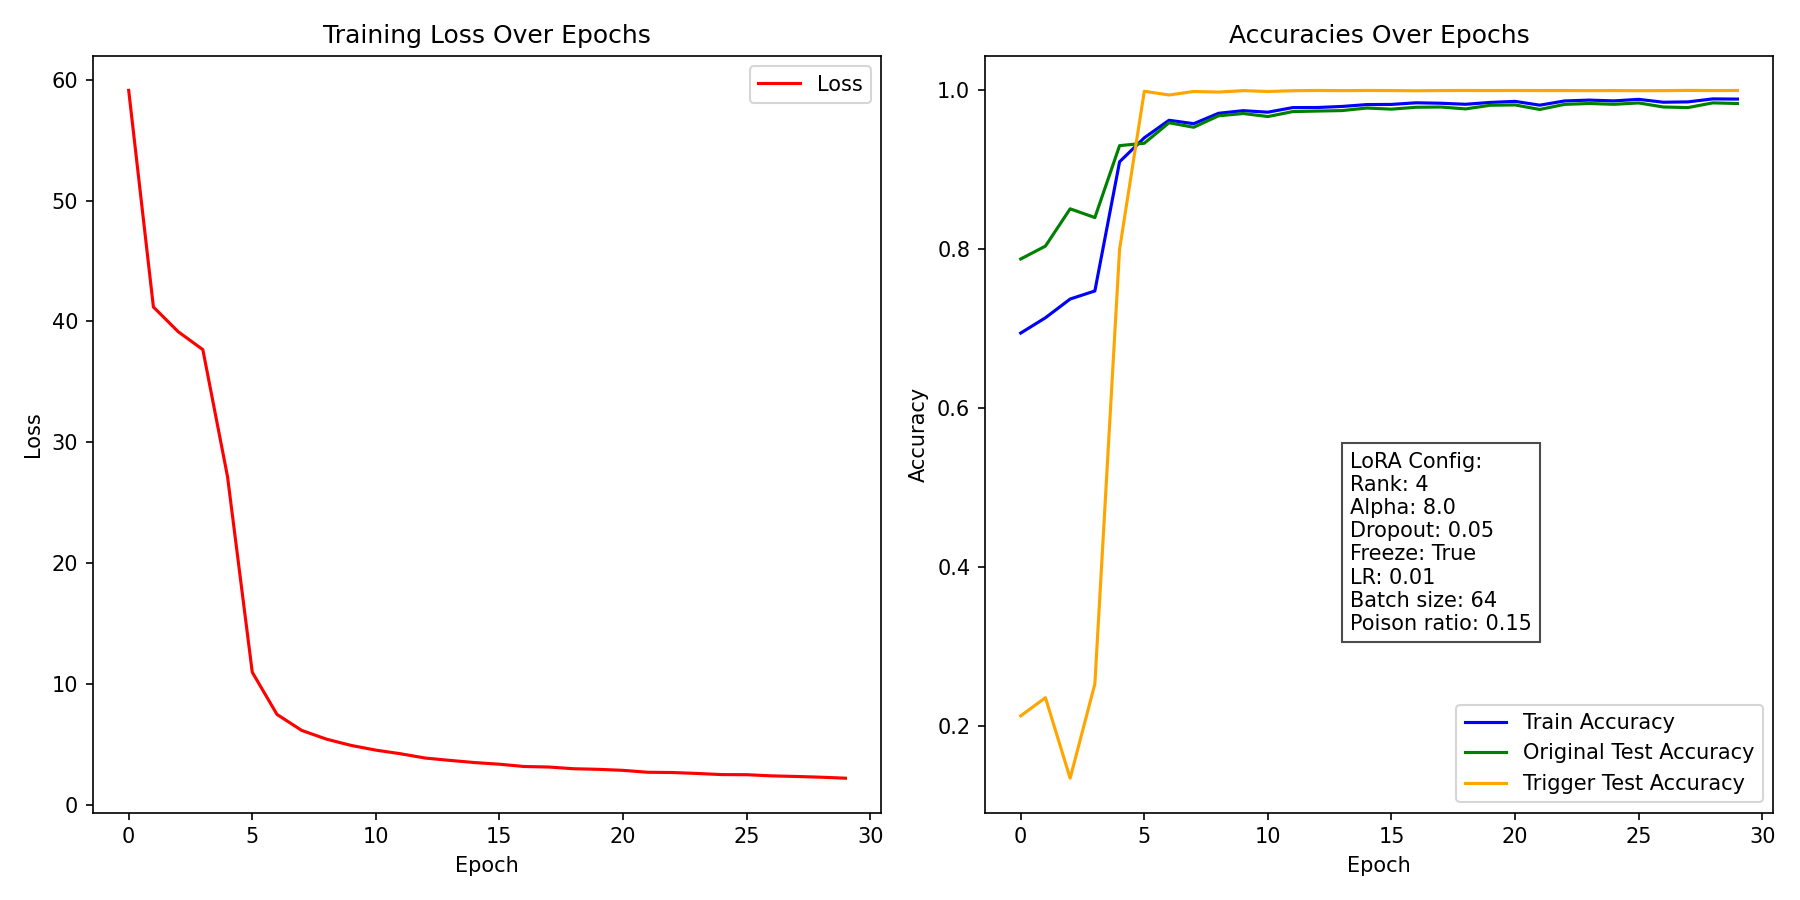 Training Loss Over Epochs
Loss
60
50
40
30
20
10
0
Loss
0 5 10 15 20 25 30
Epoch
Accuracies Over Epochs
1.0
0.8
0.6
0.4
0.2
Accuracy
LoRA Config:
Rank: 4
Alpha: 8.0
Dropout: 0.05
Freeze: True
LR: 0.01
Batch size: 64
Poison ratio: 0.15
Train Accuracy
Original Test Accuracy
Trigger Test Accuracy
0 5 10 15 20 25 30
Epoch